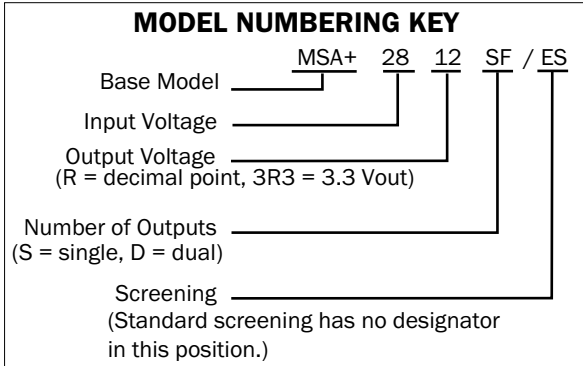 MODEL NUMBERING KEY
MSA+ 28 12 SF / ES
Base Model
Input Voltage
Output Voltage
(R = decimal point, 3R3 = 3.3 Vout)
Number of Outputs
(S = single, D = dual)
Screening
(Standard screening has no designator
in this position.)